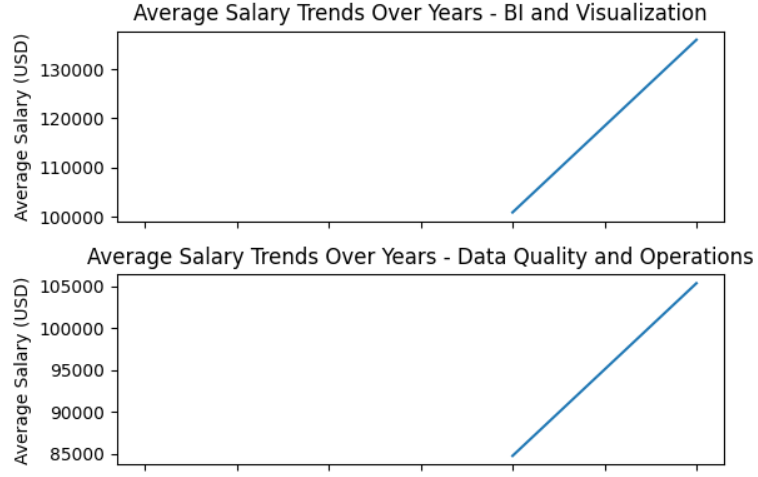 Average Salary Trends Over Years - BI and Visualization
Average Salary (USD)
130000
120000
110000
100000
Average Salary Trends Over Years - Data Quality and Operations
Average Salary (USD)
105000
100000
95000
90000
85000